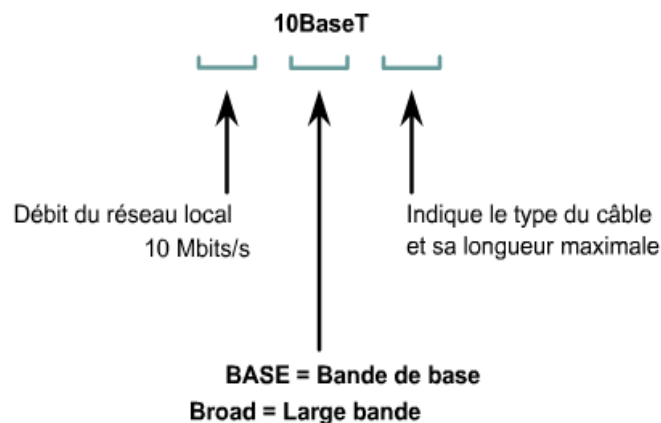 10BaseT
Débit du réseau local
10 Mbits/s
Indique le type du câble
et sa longueur maximale
BASE = Bande de base
Broad = Large bande